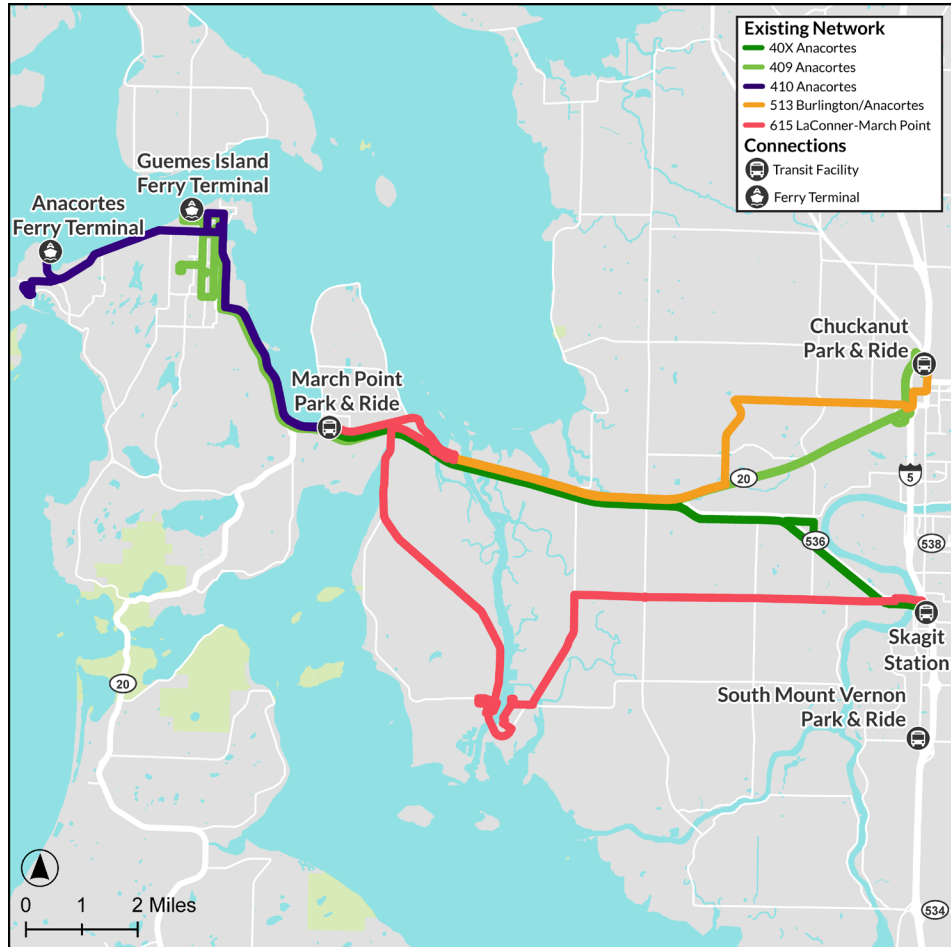 Existing Network
40X Anacortes
409 Anacortes
410 Anacortes
513 Burlington/Anacortes
615 LaConner-March Point
Connections
Transit Facility
Ferry Terminal
Guemes Island
Ferry Terminal
Anacortes
Ferry Terminal
Chuckanut
Park & Ride
March Point
Park & Ride
20
5
536
538
Skagit
Station
20
South Mount Vernon
Park & Ride
0 1 2 Miles
534